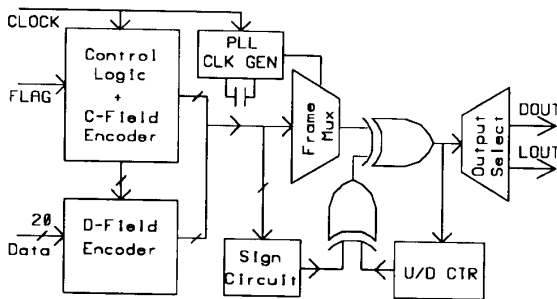 CLOCK
FLAG
Control
Logic
+
C-Field
Encoder
PLL
CLK GEN
Frame
Mux
Output
Select
DOUT
LOUT
20
Data
D-Field
Encoder
Sign
Circuit
U/D CTR